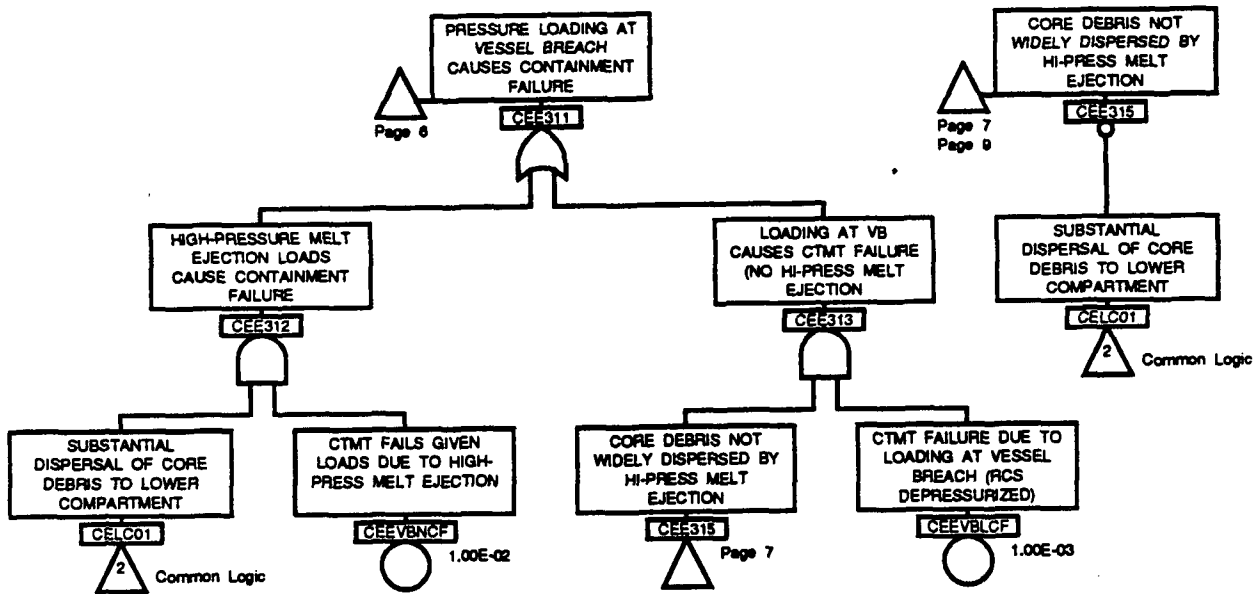 PRESSURE LOADING AT
VESSEL BREACH
CAUSES CONTAINMENT
FAILURE
Page 6
CEE311
CORE DEBRIS NOT
WIDELY DISPERSED BY
HI-PRESS MELT
EJECTION
Page 7
Page 9
CEE315
HIGH-PRESSURE MELT
EJECTION LOADS
CAUSE CONTAINMENT
FAILURE
CEE312
LOADING AT VB
CAUSES CTMT FAILURE
(NO HI-PRESS MELT
EJECTION
CEE313
SUBSTANTIAL
DISPERSAL OF CORE
DEBRIS TO LOWER
COMPARTMENT
CELC01
2
Common Logic
SUBSTANTIAL
DISPERSAL OF CORE
DEBRIS TO LOWER
COMPARTMENT
CELC01
2
Common Logic
CTMT FAILS GIVEN
LOADS DUE TO HIGH-
PRESS MELT EJECTION
CEEVBNCF
1.00E-02
CORE DEBRIS NOT
WIDELY DISPERSED BY
HI-PRESS MELT
EJECTION
CEE315
Page 7
CTMT FAILURE DUE TO
LOADING AT VESSEL
BREACH (RCS
DEPRESSURIZED)
CEEVBLCF
1.00E-03